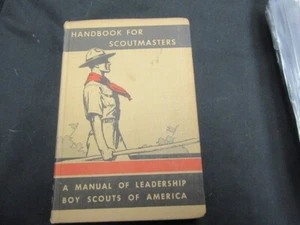 HANDBOOK FOR
SCOUTMASTERS
A MANUAL OF LEADERSHIP
BOY SCOUTS OF AMERICA